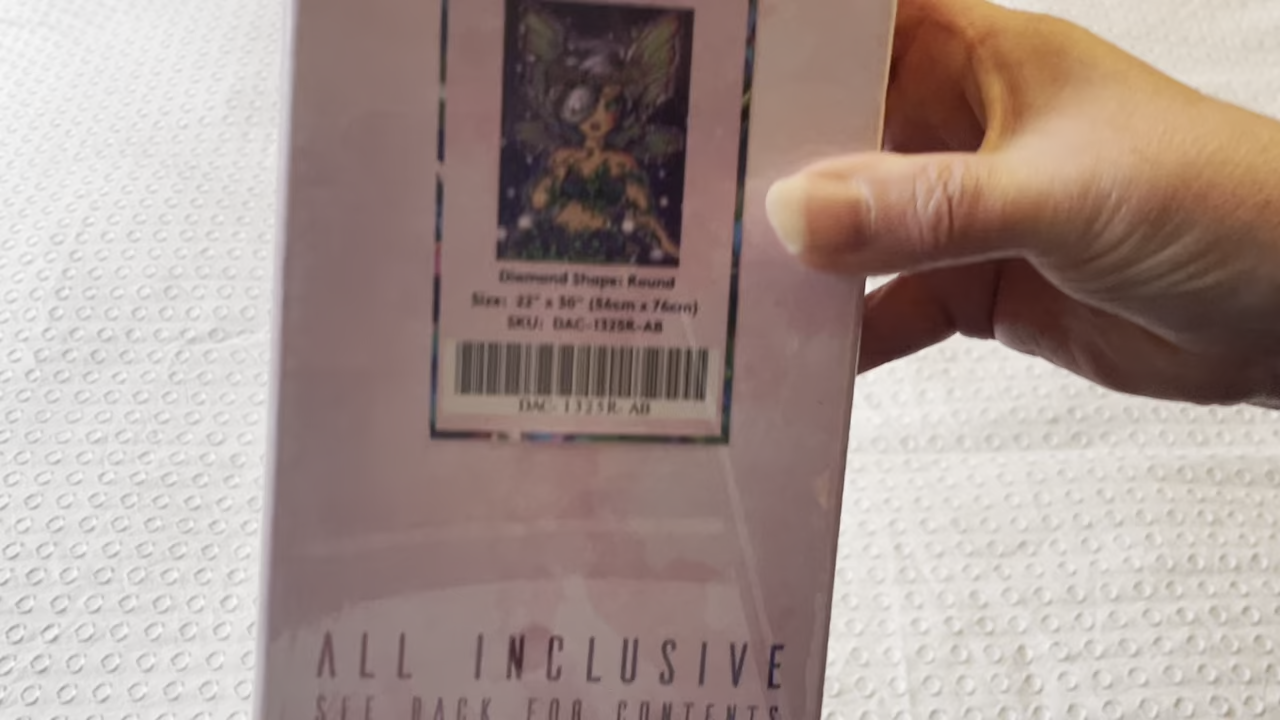 Diamond Shape: Round
Size: 22" x 30" (56cm x 76cm)
SKU: DAC-1325R-AB
DAC-1325R-AB
ALL INCLUSIVE
SEE BACK FOR CONTENTS